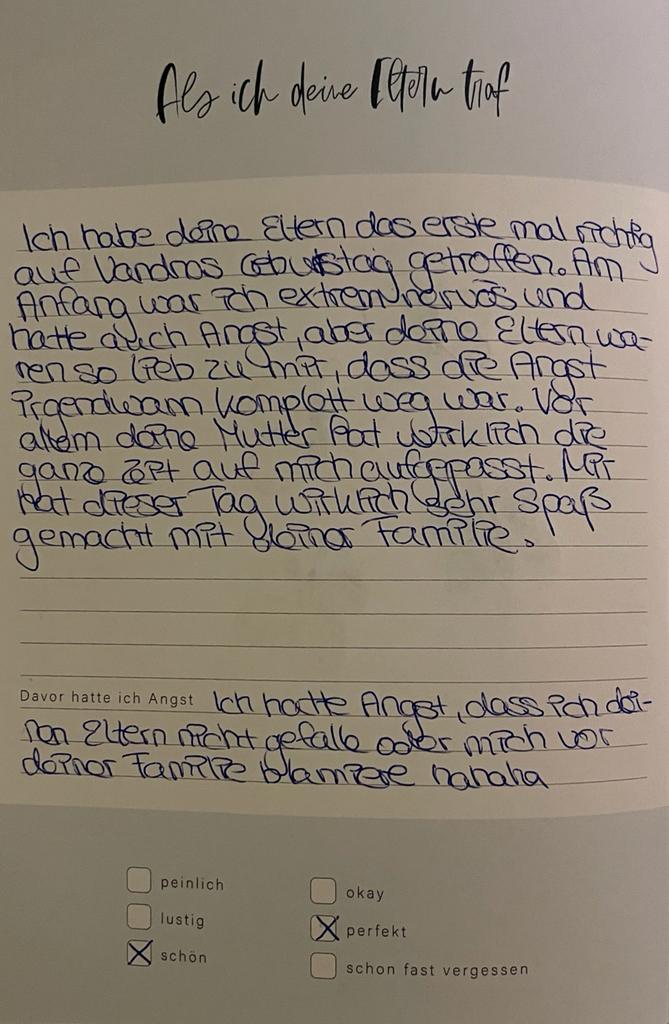 Als ich deine Eltern traf
Ich habe deine Eltern das erste mal richtig
auf Vandros Geburtstag getroffen. Am
Anfang war ich extrem nervös und
hatte auch Angst, aber deine Eltern wa-
ren so lieb zu mir, dass die Angst
irgendwann komplett weg war. Vor
allem deine Mutter hat wirklich die
ganze Zeit auf mich aufgepasst. Mir
hat dieser Tag wirklich sehr Spaß
gemacht mit deiner Familie.
Davor hatte ich Angst Ich hatte Angst, dass ich dei-
nen Eltern nicht gefalle oder mich vor
deiner Familie blamiere hahaha
peinlich
lustig
schön
okay
perfekt
schon fast vergessen